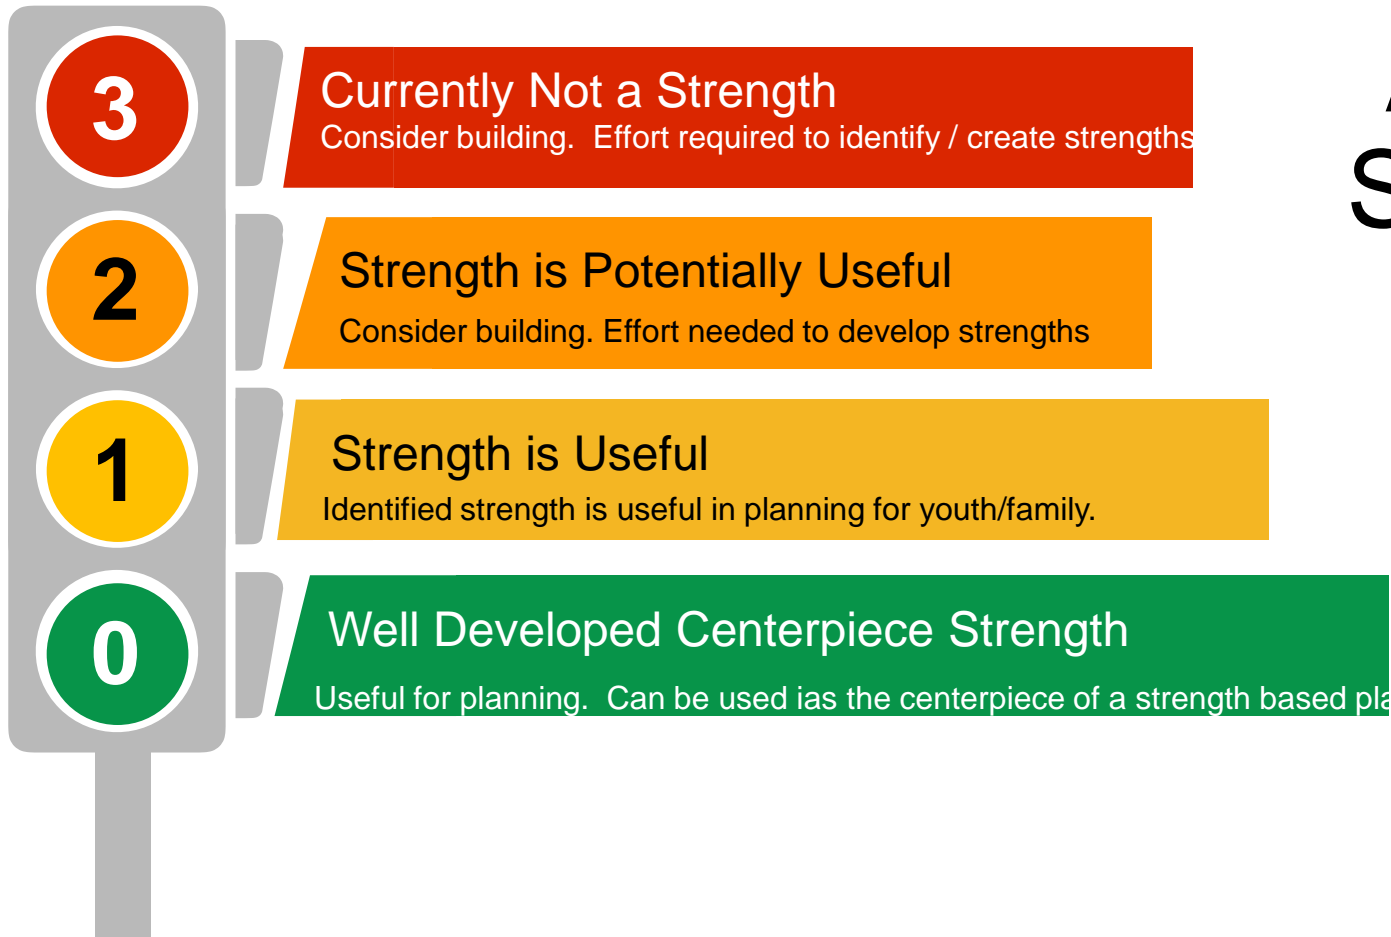 3
Currently Not a Strength
Consider building.  Effort required to identify / create strengths
2
Strength is Potentially Useful
Consider building. Effort needed to develop strengths
1
Strength is Useful
Identified strength is useful in planning for youth/family.
0
Well Developed Centerpiece Strength
Useful for planning.  Can be used ias the centerpiece of a strength based